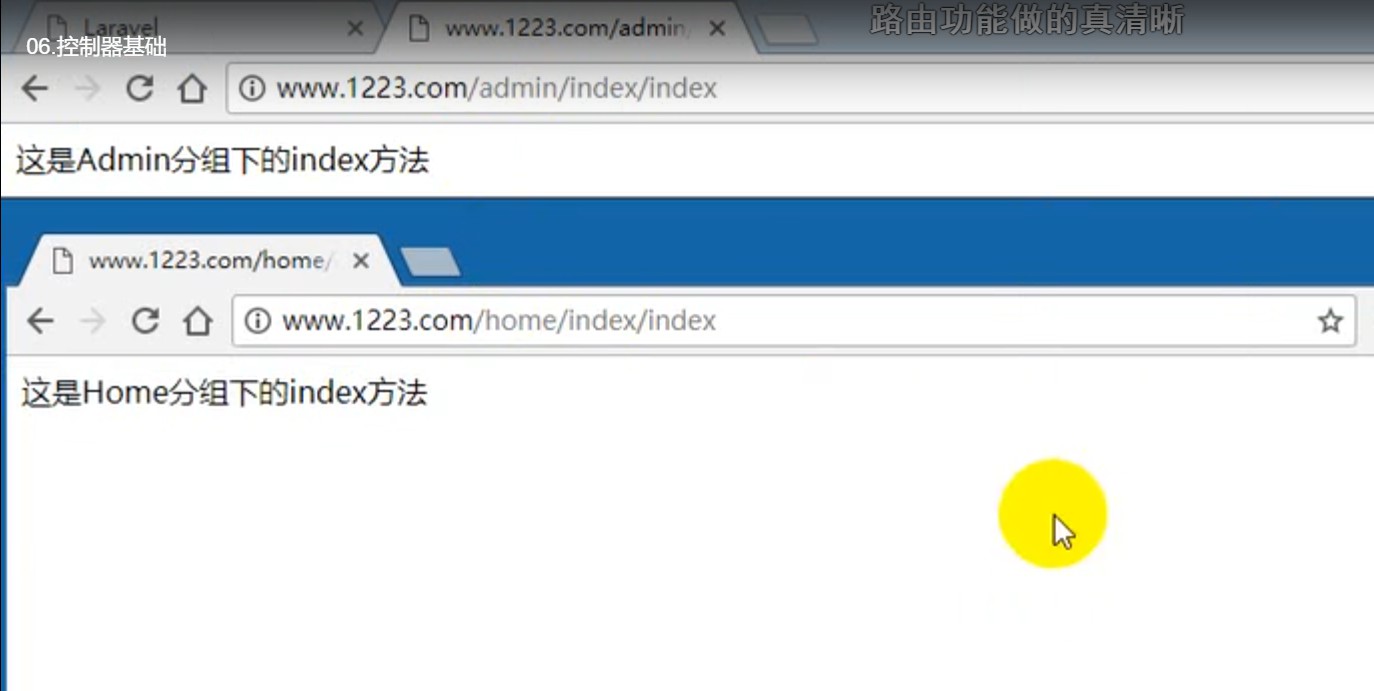 Laravel
www.1223.com/admin/
路由功能做的真清晰
06.控制器基础
www.1223.com/admin/index/index
这是Admin分组下的index方法
www.1223.com/home/
www.1223.com/home/index/index
这是Home分组下的index方法